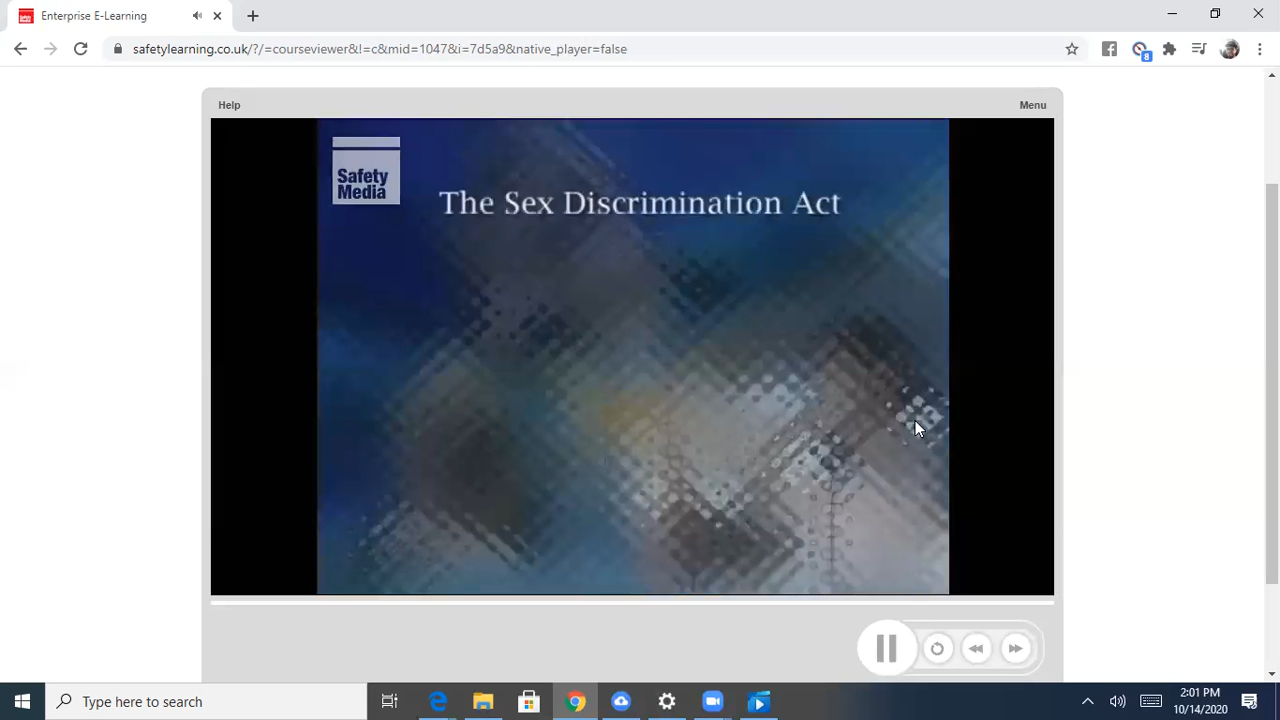 Enterprise E-Learning
safetylearning.co.uk/?/=courseviewer&!=c&mid=1047&i=7d5a9&native_player=false
8
Help
Menu
Safety
Media
The Sex Discrimination Act
Type here to search
2:01 PM
10/14/2020